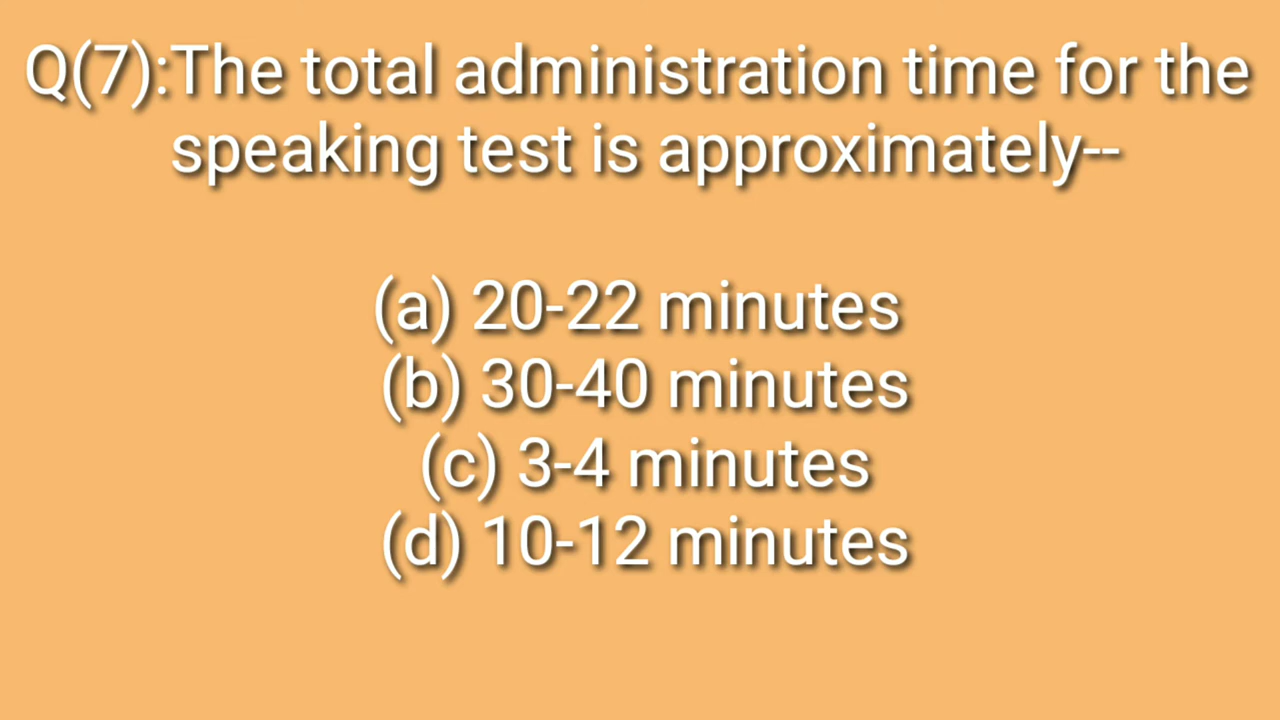 Q(7):The total administration time for the
speaking test is approximately--
(a) 20-22 minutes
(b) 30-40 minutes
(c) 3-4 minutes
(d) 10-12 minutes